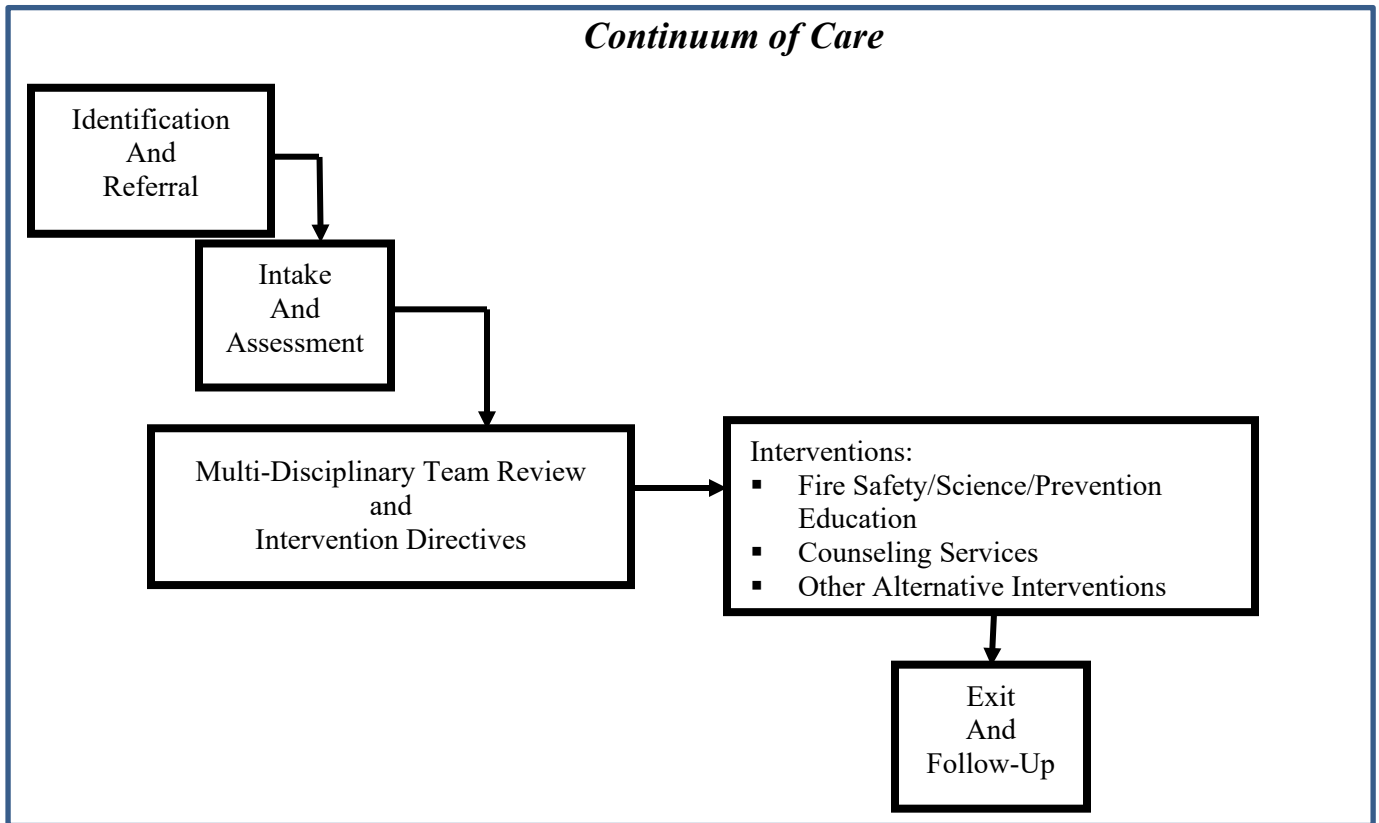 Continuum of Care
Identification
And
Referral
Intake
And
Assessment
Multi-Disciplinary Team Review
and
Intervention Directives
Interventions:
▪ Fire Safety/Science/Prevention
Education
▪ Counseling Services
▪ Other Alternative Interventions
Exit
And
Follow-Up